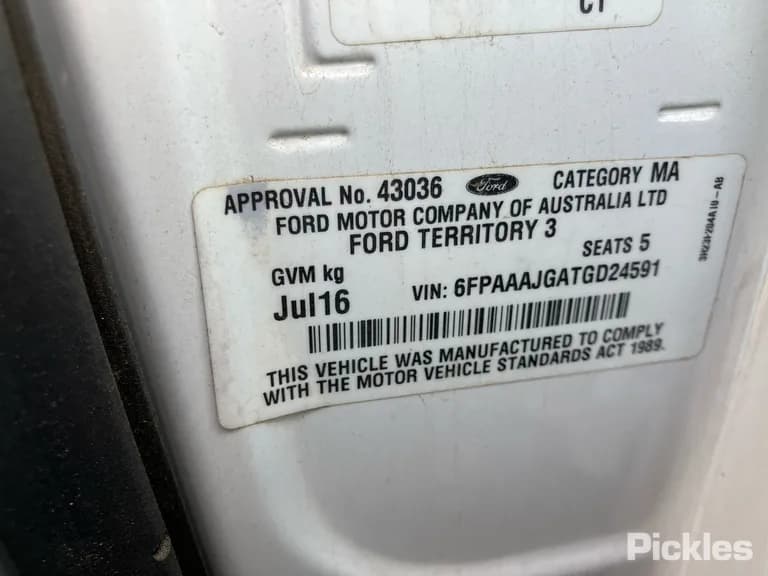 CT
APPROVAL No. 43036 Ford CATEGORY MA
FORD MOTOR COMPANY OF AUSTRALIA LTD
FORD TERRITORY 3
SEATS 5
GVM kg
Jul16 VIN: 6FPAAAJGATGD24591
THIS VEHICLE WAS MANUFACTURED TO COMPLY
WITH THE MOTOR VEHICLE STANDARDS ACT 1989.
Pickles